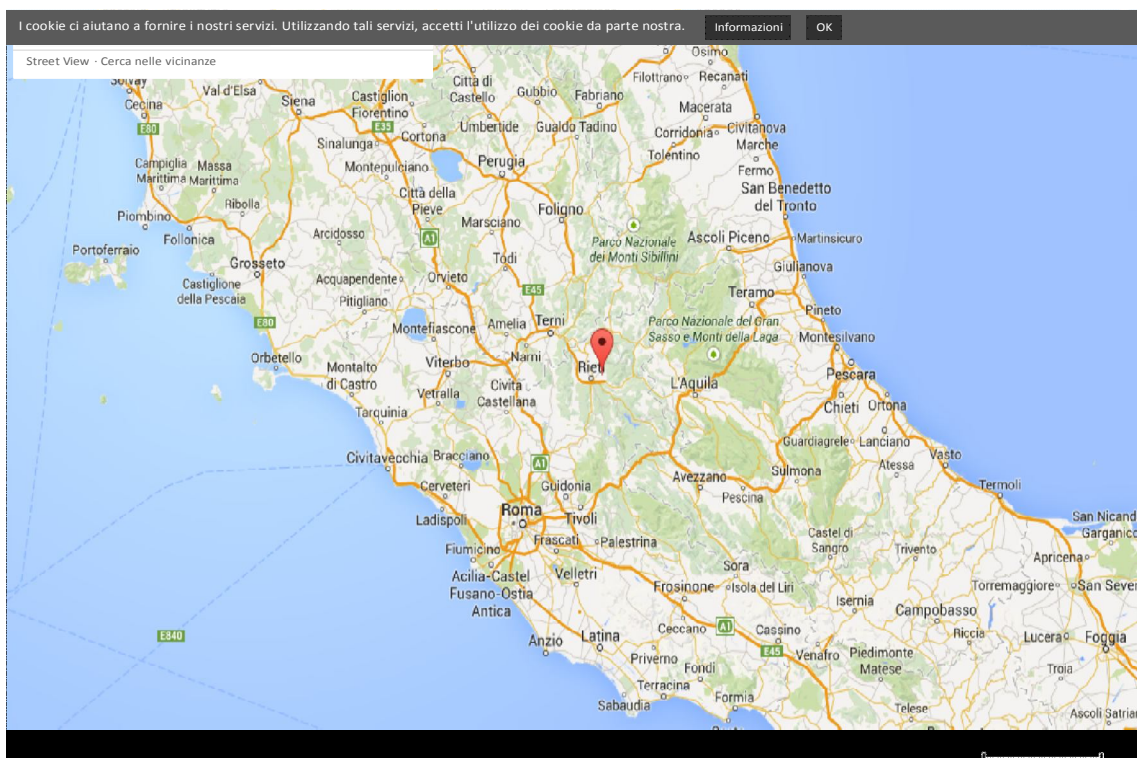 I cookie ci aiutano a fornire i nostri servizi. Utilizzando tali servizi, accetti l'utilizzo dei cookie da parte nostra. Informazioni OK
Street View · Cerca nelle vicinanze
Osimo
Filottrano Recanati
Solvay
Val d'Elsa
Siena
Castiglion
Fiorentino
Città di
Castello
Gubbio
Fabriano
Macerata
Cecina
E80
E35
Cortona
Umbertide
Gualdo Tadino
Corridonia
Civitanova
Marche
Sinalunga
Tolentino
Fermo
Campiglia
Marittima
Massa
Marittima
Montepulciano
Perugia
San Benedetto
del Tronto
Città della
Pieve
Ribolla
Piombino
Marsciano
Foligno
Follonica
Arcidosso
A1
Parco Nazionale
dei Monti Sibillini
Ascoli Piceno
Martinsicuro
Portoferraio
Grosseto
Todi
Giulianova
Castiglione
della Pescaia
Acquapendente
Orvieto
Pitigliano
E45
Teramo
Pineto
E80
Montefiascone
Amelia
Terni
Parco Nazionale del Gran
Sasso e Monti della Laga
Montesilvano
Orbetello
Montalto
di Castro
Viterbo
Narni
Rieti
L'Aquila
Pescara
Vetralla
Civita
Castellana
Tarquinia
Chieti
Ortona
Guardiagrele
Lanciano
Civitavecchia
Bracciano
A1
Vasto
Atessa
Cerveteri
Guidonia
Avezzano
Sulmona
Pescina
Termoli
Ladispoli
Roma
Tivoli
San Nicand
Garganico
Fiumicino
Frascati
Palestrina
Castel di
Sangro
Trivento
Apricena
Acilia-Castel
Fusano-Ostia
Antica
Velletri
Sora
Frosinone
Isola del Liri
Torremaggiore
San Sever
Isernia
Campobasso
E840
Anzio
Latina
Ceccano
A1
Cassino
Riccia
Lucera
Foggia
Priverno
E45
Venafro
Piedimonte
Matese
Fondi
Troia
Terracina
Sabaudia
Formia
Telese
Ascoli Satrian